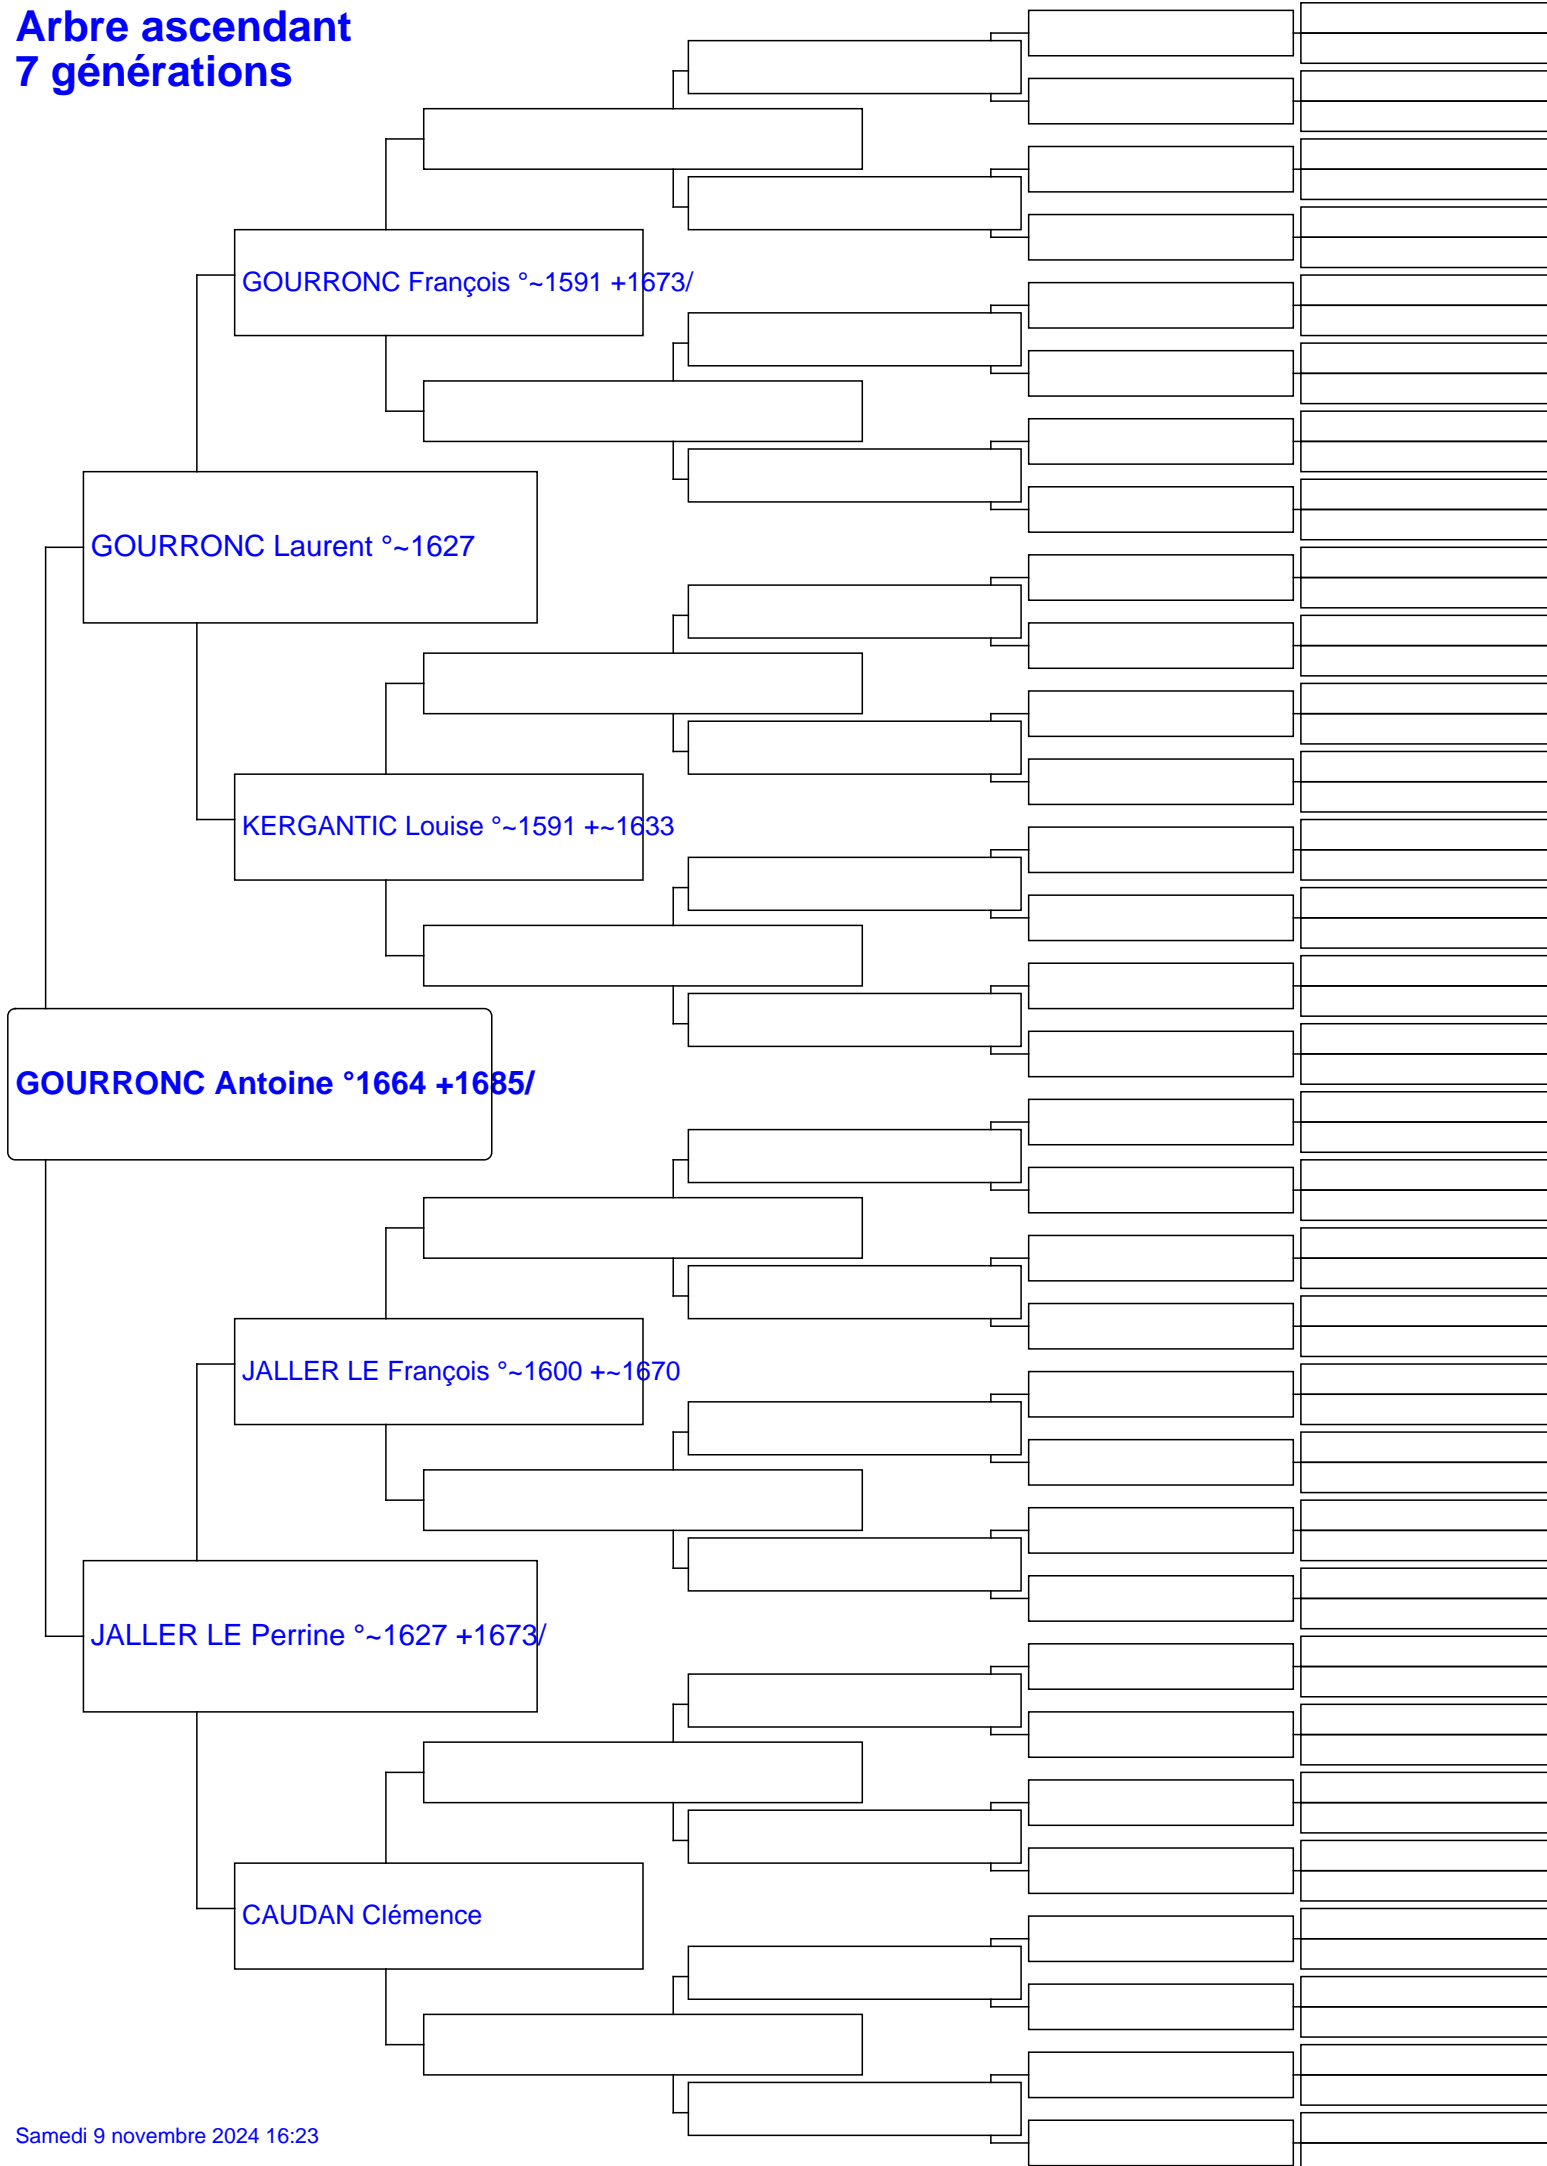 Arbre ascendant
7 générations
GOURRONC François °~1591 +1673/
GOURRONC Laurent °~1627
KERGANTIC Louise °~1591 +~1633
GOURRONC Antoine °1664 +1685/
JALLER LE François °~1600 +~1670
JALLER LE Perrine °~1627 +1673/
CAUDAN Clémence
Samedi 9 novembre 2024 16:23